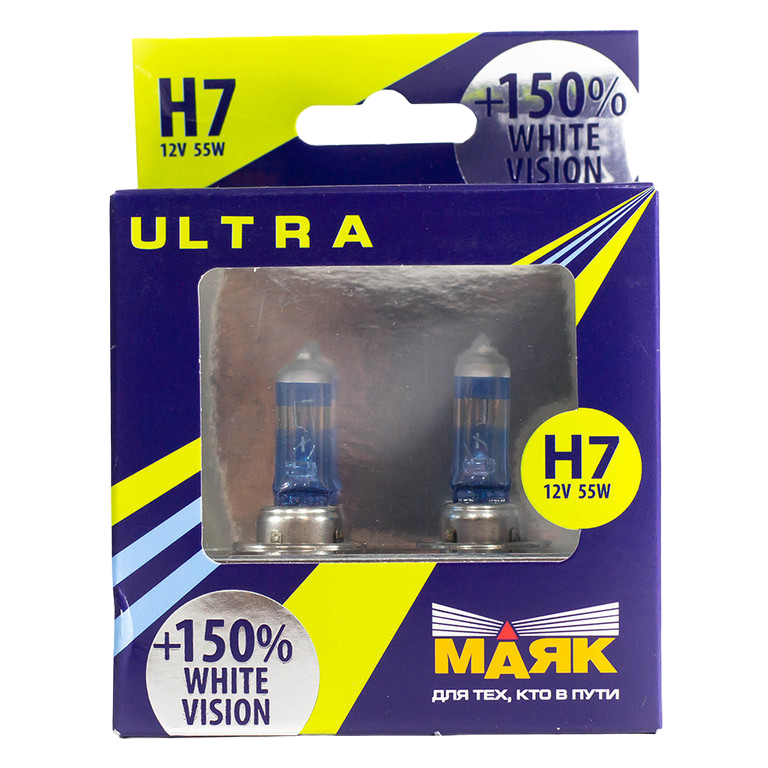 H7
12V 55W
+150%
WHITE
VISION
ULTRA
H7
12V 55W
+150%
WHITE
VISION
МАЯК
ДЛЯ ТЕХ, КТО В ПУТИ